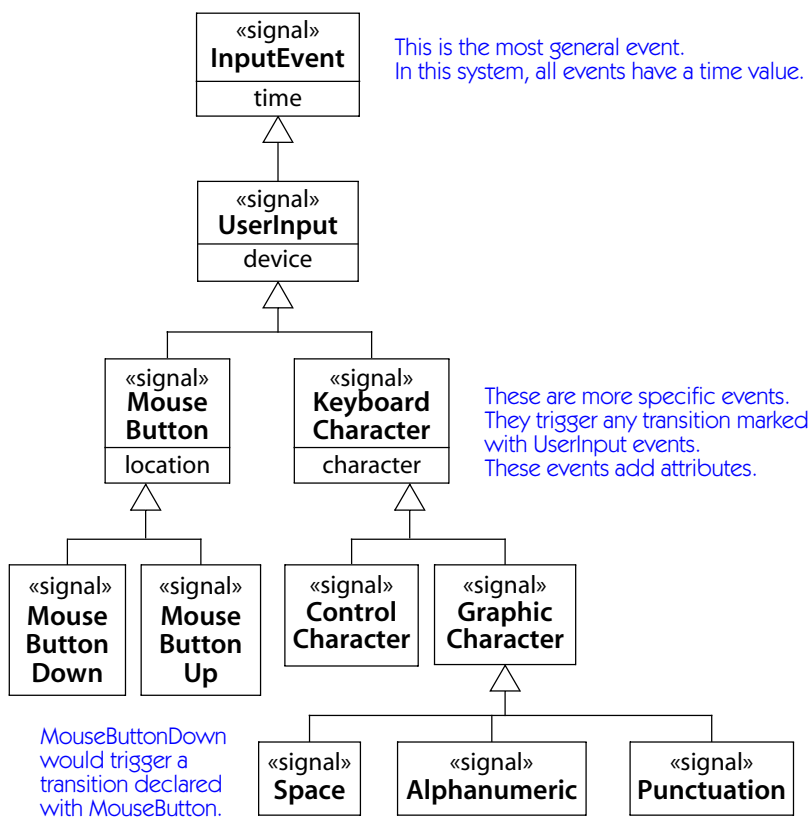 «signal»
InputEvent
time
This is the most general event.
In this system, all events have a time value.
«signal»
UserInput
device
«signal»
Mouse
Button
location
«signal»
Keyboard
Character
character
These are more specific events.
They trigger any transition marked
with UserInput events.
These events add attributes.
«signal»
Mouse
Button
Down
«signal»
Mouse
Button
Up
«signal»
Control
Character
«signal»
Graphic
Character
MouseButtonDown
would trigger a
transition declared
with MouseButton.
«signal»
Space
«signal»
Alphanumeric
«signal»
Punctuation